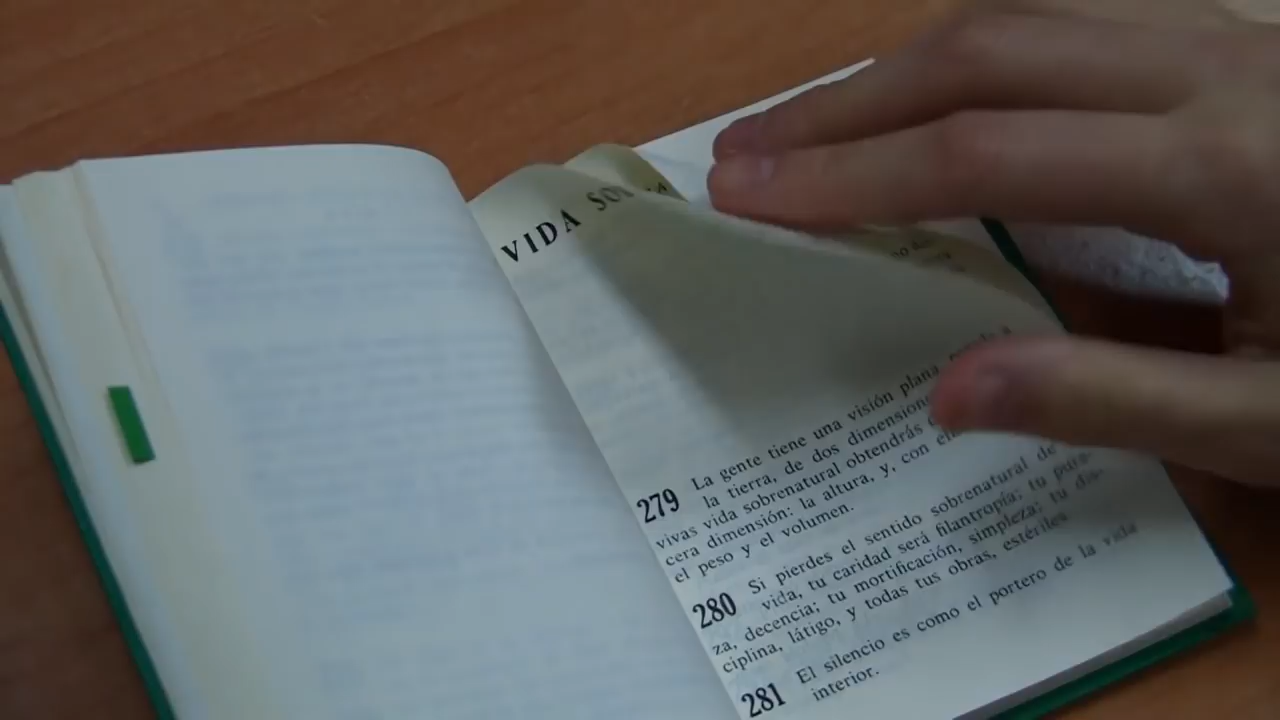 VIDA SO
279 La gente tiene una visión plana
la tierra, de dos dimension
vivas vida sobrenatural obtendrás
cera dimensión: la altura, y, con el
el peso y el volumen.
280 Si pierdes el sentido sobrenatural de
vida, tu caridad será filantropía; tu pure-
za, decencia; tu mortificación, simpleza; tu dis-
ciplina, látigo, y todas tus obras, estériles
281 El silencio es como el portero de la vida
interior.